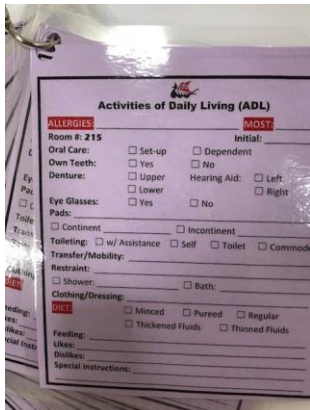 Activities of Daily Living (ADL)
ALLERGIES: MOST:
Room #: 215 Initial:
Oral Care: ☐ Set-up ☐ Dependent
Own Teeth: ☐ Yes ☐ No
Denture: ☐ Upper Hearing Aid: ☐ Left
☐ Lower ☐ Right
Eye Glasses: ☐ Yes ☐ No
Pads:
☐ Continent ☐ Incontinent
Toileting: ☐ w/ Assistance ☐ Self ☐ Toilet ☐ Commode
Transfer/Mobility:
Restraint:
☐ Shower: ☐ Bath:
Clothing/Dressing:
DIET: ☐ Minced ☐ Pureed ☐ Regular
☐ Thickened Fluids ☐ Thinned Fluids
Feeding:
Likes:
Dislikes:
Special Instructions: